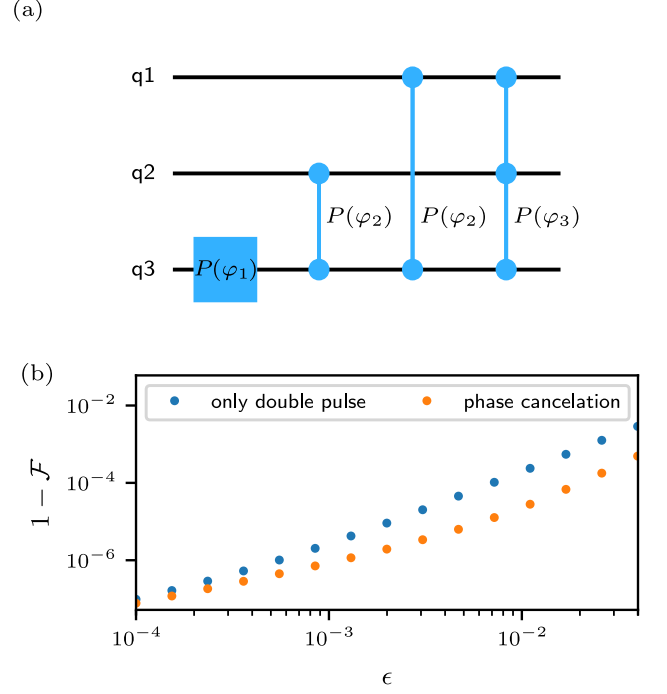 (a)
q1
q2
P(φ₂) P(φ₂) P(φ₃)
q3 P(φ₁)
(b)
only double pulse phase cancelation
10⁻²
10⁻⁴
10⁻⁶
1 − ℱ
10⁻⁴ 10⁻³ 10⁻²
ϵ